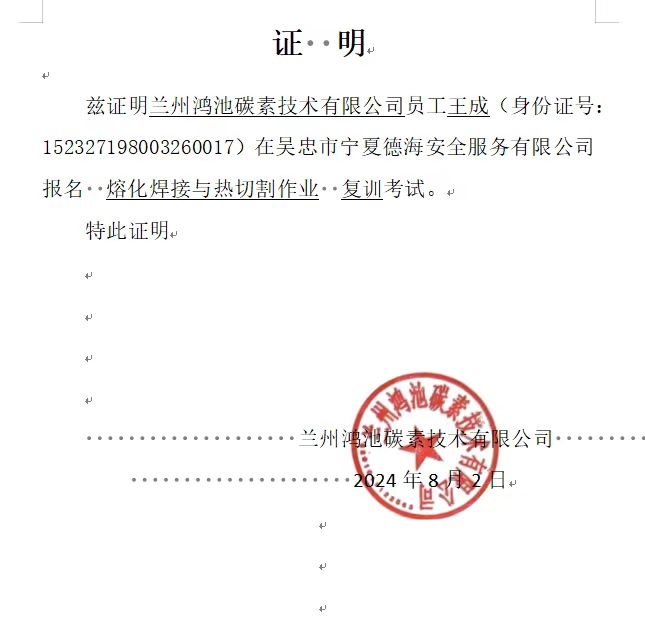 证 明
兹证明兰州鸿池碳素技术有限公司员工王成（身份证号：
152327198003260017）在吴忠市宁夏德海安全服务有限公司
报名 熔化焊接与热切割作业 复训考试。
特此证明
兰州鸿池碳素技术有限公司
兰州鸿池碳素技术有限公司
2024年8月2日